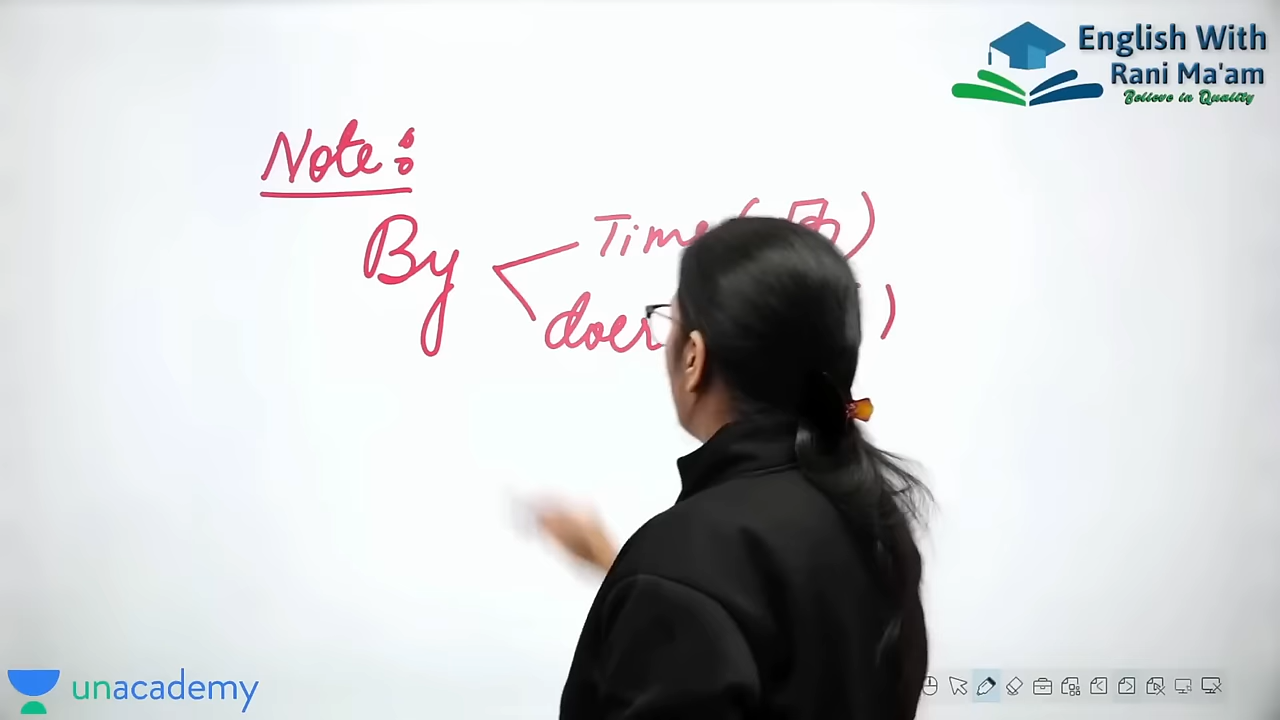 English With
Rani Ma'am
Believe in Quality
Note:
By
Time (
)
doer
)
unacademy